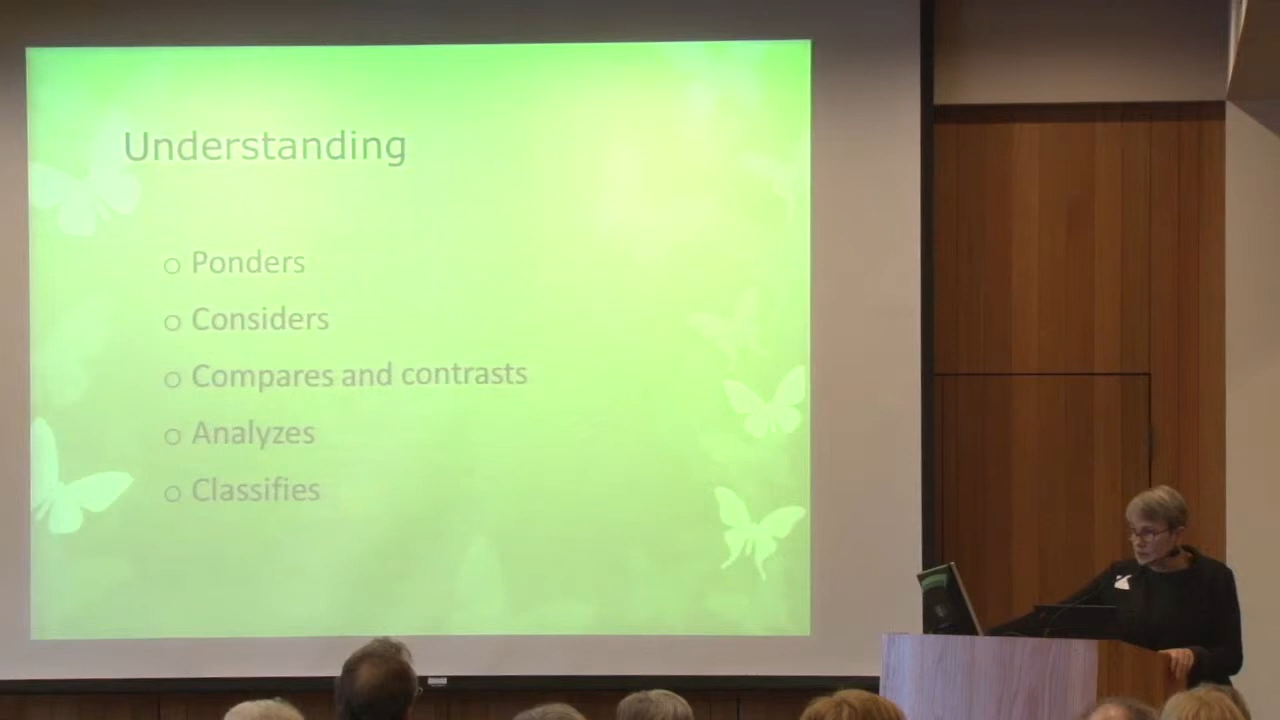 Understanding
Ponders
Considers
Compares and contrasts
Analyzes
Classifies